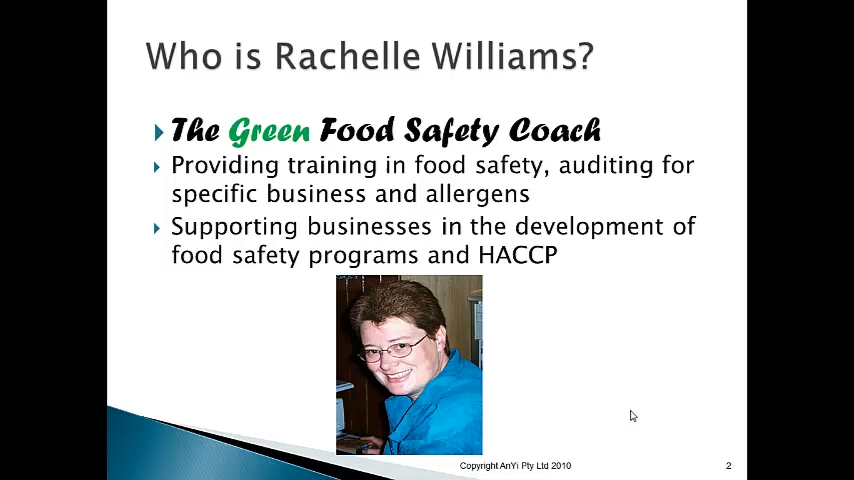 Who is Rachelle Williams?
The Green Food Safety Coach
Providing training in food safety, auditing for
specific business and allergens
Supporting businesses in the development of
food safety programs and HACCP
Copyright AnYi Pty Ltd 2010
2